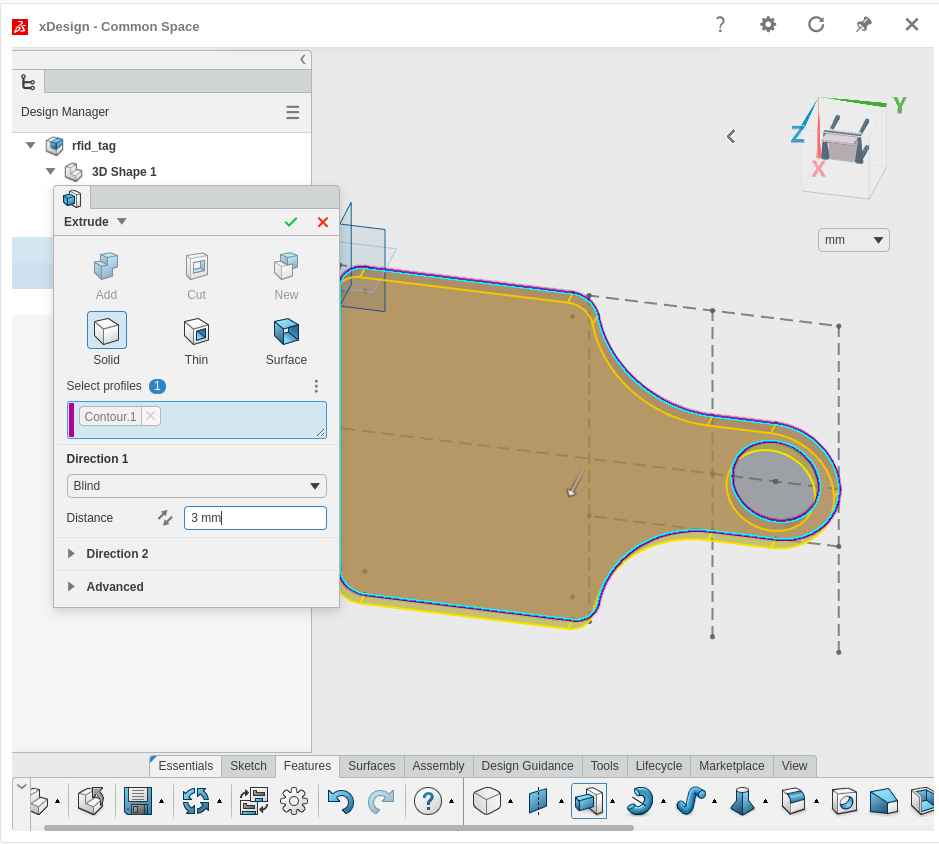 xDesign - Common Space
?
Design Manager
rfid_tag
3D Shape 1
Extrude
Add
Cut
New
Solid
Thin
Surface
Select profiles 1
Contour.1
Direction 1
Blind
Distance
3 mm
Direction 2
Advanced
Y
Z
X
mm
Essentials
Sketch
Features
Surfaces
Assembly
Design Guidance
Tools
Lifecycle
Marketplace
View
?